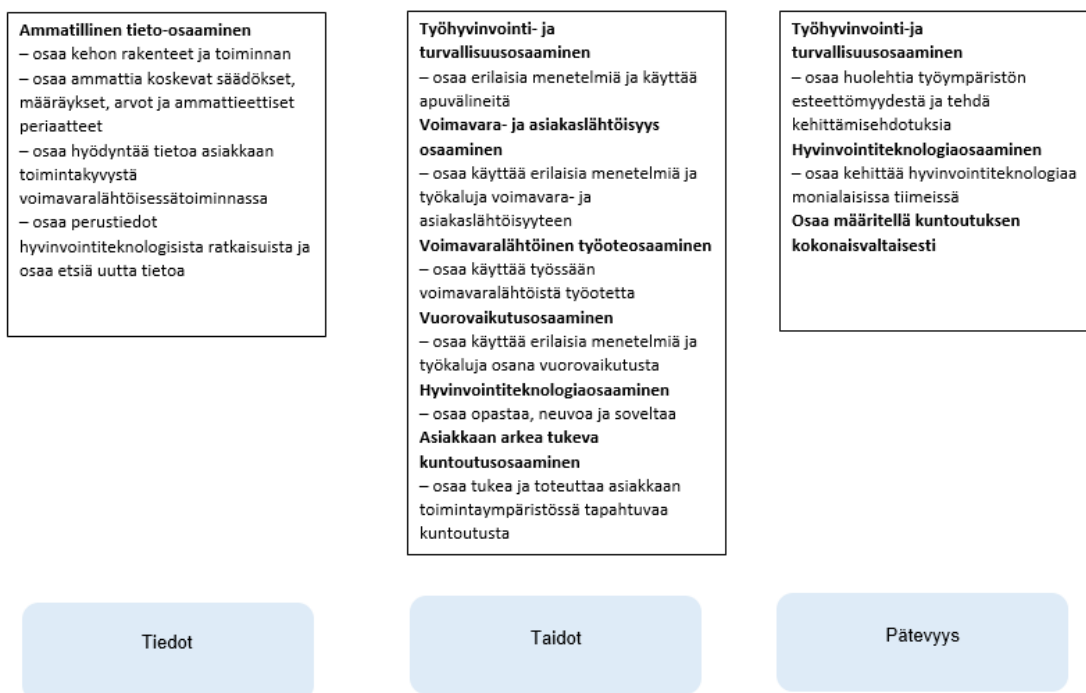 Ammatillinen tieto-osaaminen
– osaa kehon rakenteet ja toiminnan
– osaa ammattia koskevat säädökset,
määräykset, arvot ja ammattieettiset
periaatteet
– osaa hyödyntää tietoa asiakkaan
toimintakyvystä
voimavaralähtöisessätoiminnassa
– osaa perustiedot
hyvinvointiteknologisista ratkaisuista ja
osaa etsiä uutta tietoa
Työhyvinvointi- ja
turvallisuusosaaminen
– osaa erilaisia menetelmiä ja käyttää
apuvälineitä
Voimavara- ja asiakaslähtöisyys
osaaminen
– osaa käyttää erilaisia menetelmiä ja
työkaluja voimavara- ja
asiakaslähtöisyyteen
Voimavaralähtöinen työoteosaaminen
– osaa käyttää työssään
voimavaralähtöistä työotetta
Vuorovaikutusosaaminen
– osaa käyttää erilaisia menetelmiä ja
työkaluja osana vuorovaikutusta
Hyvinvointiteknologiaosaaminen
– osaa opastaa, neuvoa ja soveltaa
Asiakkaan arkea tukeva
kuntoutusosaaminen
– osaa tukea ja toteuttaa asiakkaan
toimintaympäristössä tapahtuvaa
kuntoutusta
Työhyvinvointi-ja
turvallisuusosaaminen
– osaa huolehtia työympäristön
esteettömyydestä ja tehdä
kehittämisehdotuksia
Hyvinvointiteknologiaosaaminen
– osaa kehittää hyvinvointiteknologiaa
monialaisissa tiimeissä
Osaa määritellä kuntoutuksen
kokonaisvaltaisesti
Tiedot
Taidot
Pätevyys